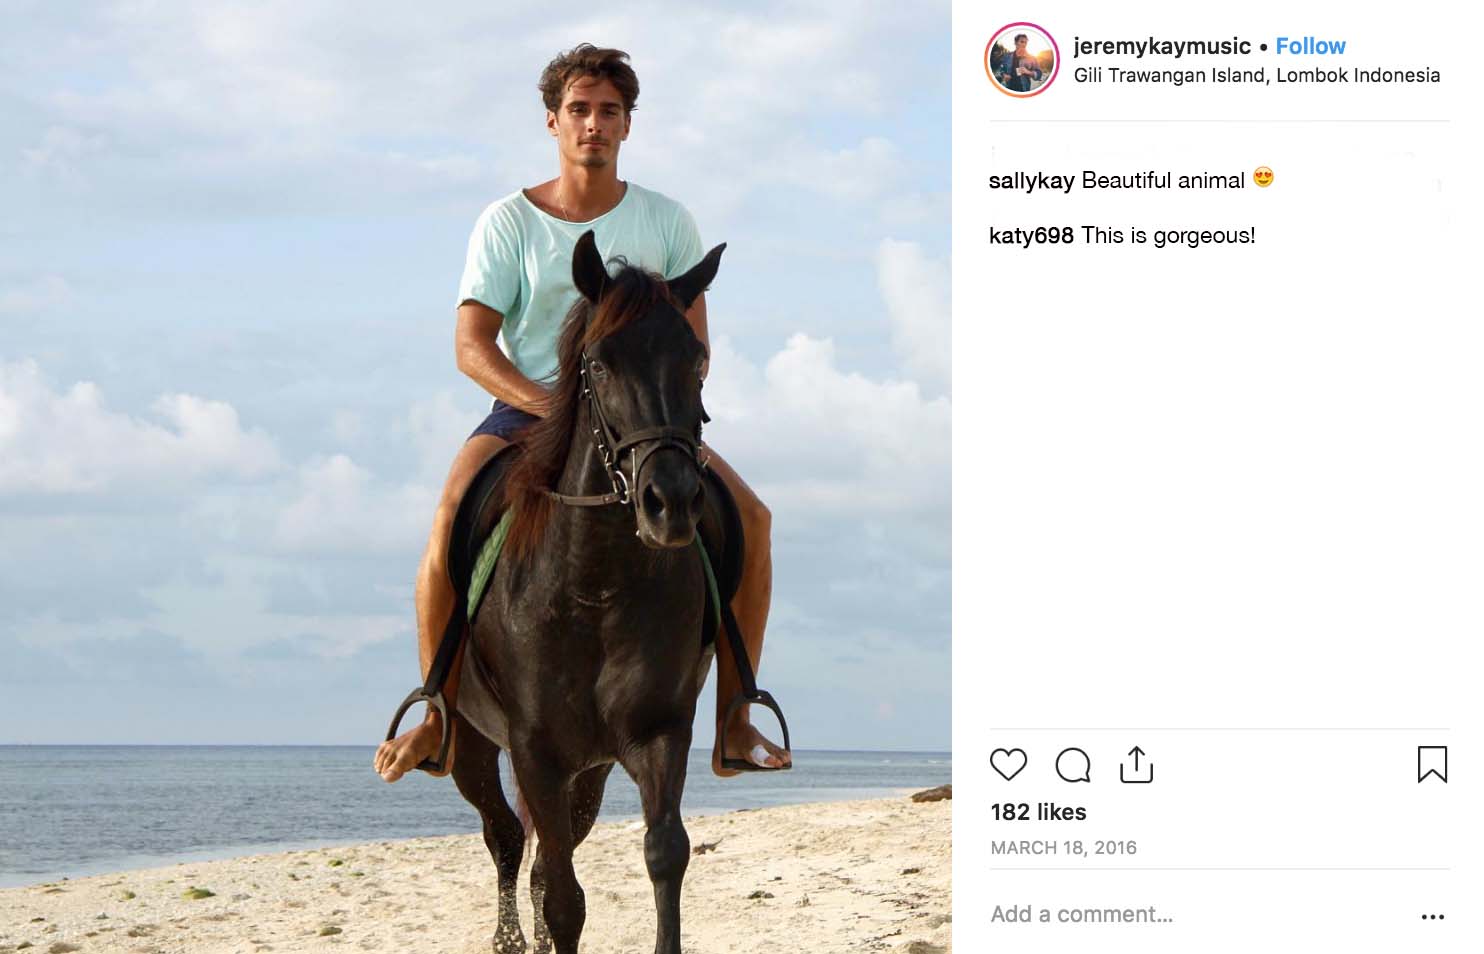 jeremykaymusic • Follow
Gili Trawangan Island, Lombok Indonesia
sallykay Beautiful animal 😍
katy698 This is gorgeous!
182 likes
MARCH 18, 2016
Add a comment...